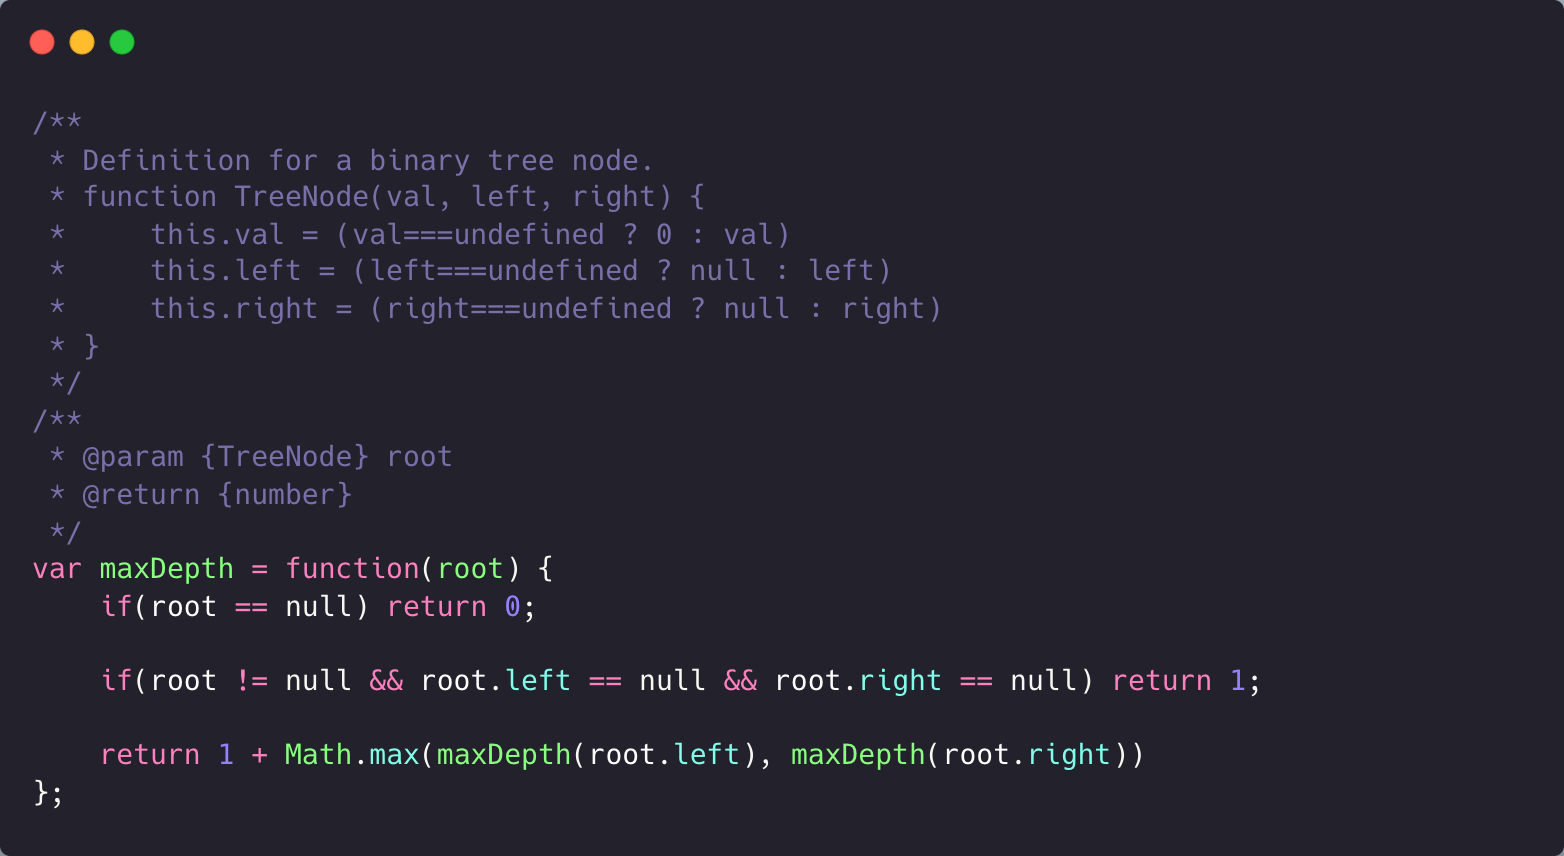 /**
 * Definition for a binary tree node.
 * function TreeNode(val, left, right) {
 *     this.val = (val===undefined ? 0 : val)
 *     this.left = (left===undefined ? null : left)
 *     this.right = (right===undefined ? null : right)
 * }
 */
/**
 * @param {TreeNode} root
 * @return {number}
 */
var maxDepth = function(root) {
    if(root == null) return 0;

    if(root != null && root.left == null && root.right == null) return 1;

    return 1 + Math.max(maxDepth(root.left), maxDepth(root.right))
};